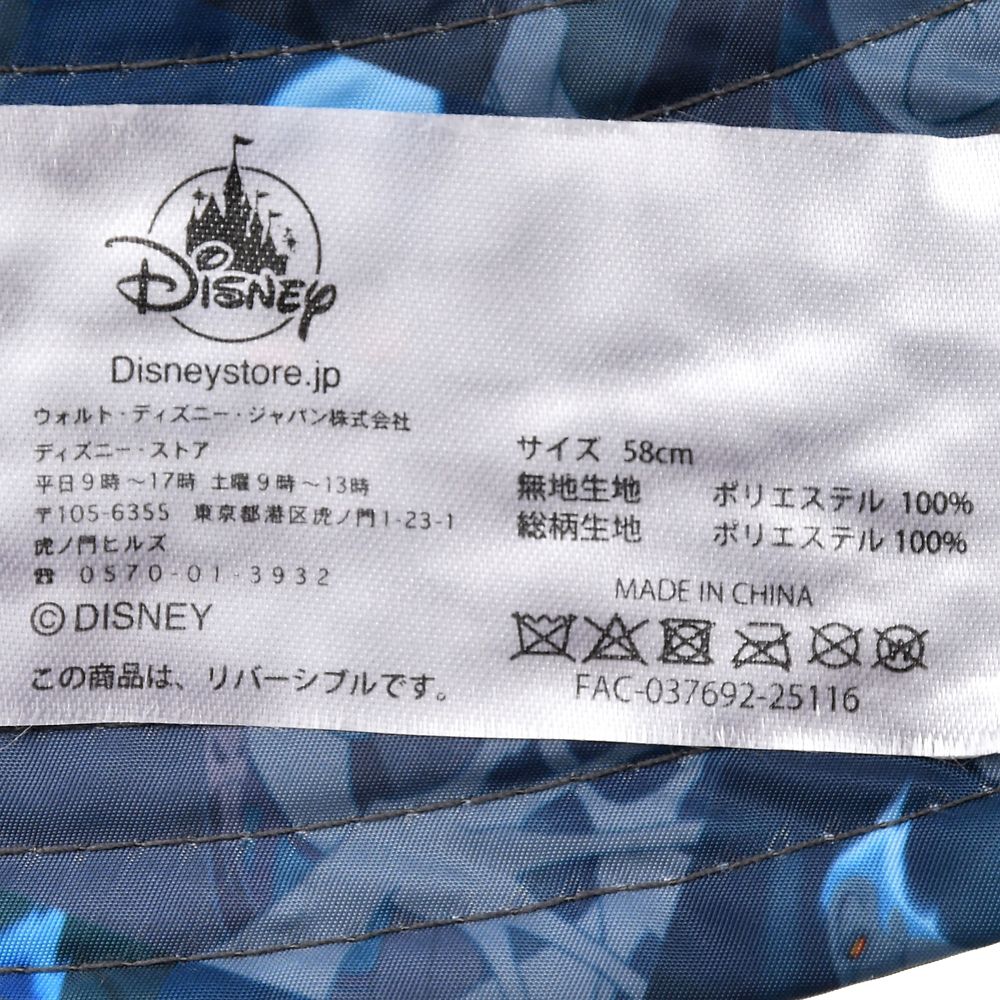 DISNEY
Disneystore.jp
ウォルト・ディズニー・ジャパン株式会社
ディズニー・ストア
平日9時~17時 土曜9時~13時
〒105-6355 東京都港区虎ノ門1-23-1
虎ノ門ヒルズ
☎ 0570-01-3932
©DISNEY
この商品は、リバーシブルです。
サイズ 58cm
無地生地 ポリエステル 100%
総柄生地 ポリエステル 100%
MADE IN CHINA
W
FAC-037692-25116